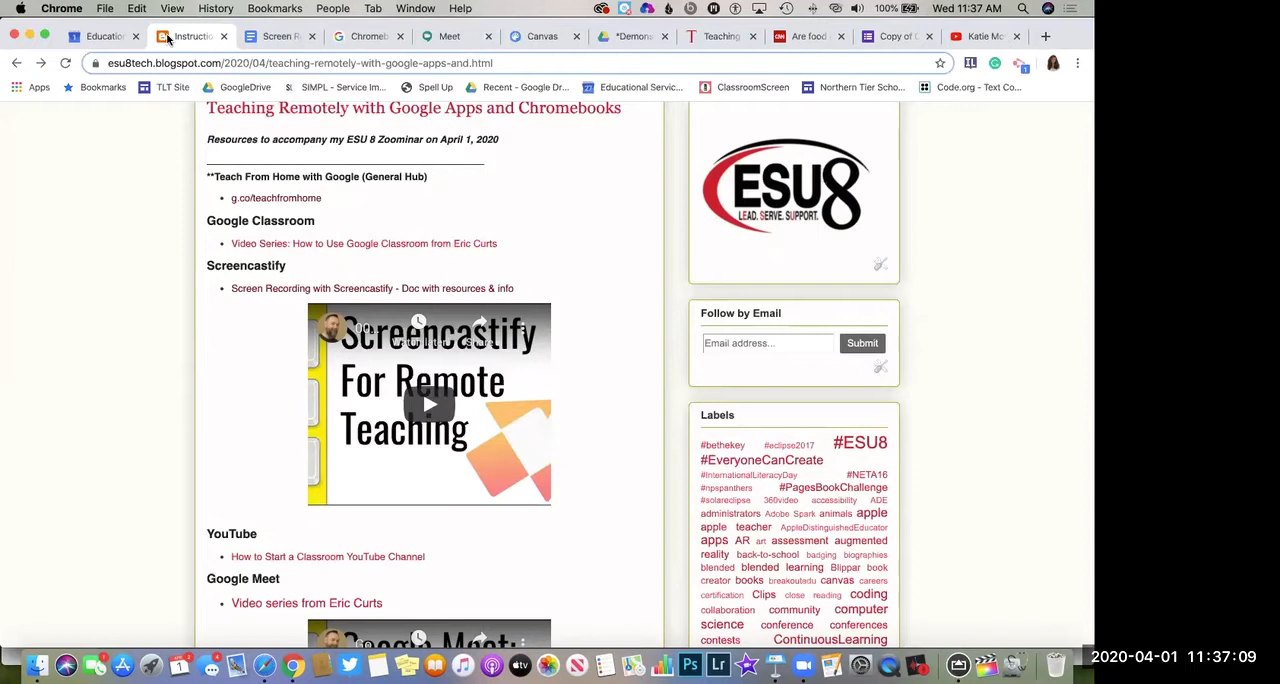 Chrome File Edit View History Bookmarks People Tab Window Help 100% Wed 11:37 AM
Education Instructio Screen R Chromeb Meet Canvas *Demons Teaching Are food Copy of C Katie Mc
esu8tech.blogspot.com/2020/04/teaching-remotely-with-google-apps-and.html
Apps Bookmarks TLT Site GoogleDrive SIMPL - Service Im... Spell Up Recent - Google Dr... Educational Servic... ClassroomScreen Northern Tier Scho... Code.org - Text Co...
Teaching Remotely with Google Apps and Chromebooks
Resources to accompany my ESU 8 Zoominar on April 1, 2020
**Teach From Home with Google (General Hub)
g.co/teachfromhome
Google Classroom
Video Series: How to Use Google Classroom from Eric Curts
Screencastify
Screen Recording with Screencastify - Doc with resources & info
Screencastify
For Remote
Teaching
YouTube
How to Start a Classroom YouTube Channel
Google Meet
Video series from Eric Curts
Google Meet:
ESU8
LEAD. SERVE. SUPPORT.
Follow by Email
Email address... Submit
Labels
#bethekey #eclipse2017 #ESU8
#EveryoneCanCreate
#InternationalLiteracyDay #NETA16
#npspanthers #PagesBookChallenge
#solareclipse 360video accessibility ADE
administrators Adobe Spark animals apple
apple teacher AppleDistinguishedEducator
apps AR art assessment augmented
reality back-to-school badging biographies
blended blended learning Blippar book
creator books breakoutedu canvas careers
certification Clips close reading coding
collaboration community computer
science conference conferences
contests ContinuousLearning
2020-04-01 11:37:09